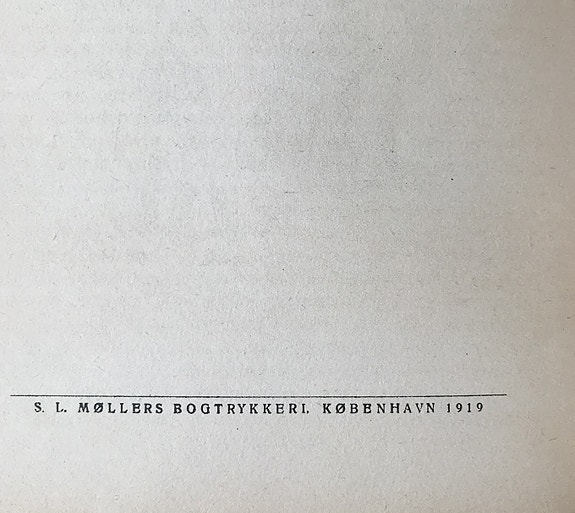 S. L. MØLLERS BOGTRYKKERI. KØBENHAVN 1919